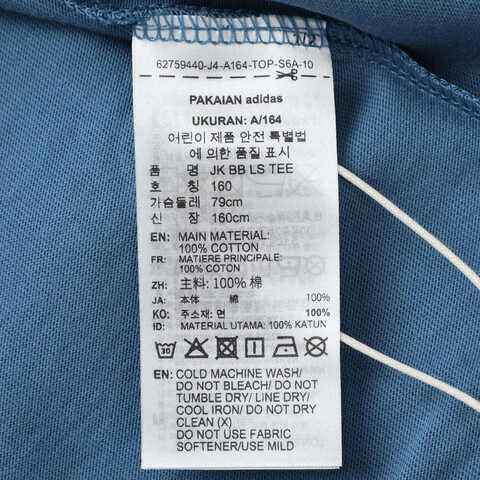 1/2
62759440-J4-A164-TOP-S6A-10
PAKAIAN adidas
UKURAN: A/164
어린이 제품 안전 특별법
에 의한 품질 표시
품 명 JK BB LS TEE
호 칭 160
가슴둘레 79cm
신 장 160cm
EN: MAIN MATERIAL:
100% COTTON
FR: MATIERE PRINCIPALE:
100% COTON
ZH: 主料: 100% 棉
JA: 本体 綿 100%
KO: 주소재: 면 100%
ID: MATERIAL UTAMA: 100% KATUN
30
EN: COLD MACHINE WASH/
DO NOT BLEACH/ DO NOT
TUMBLE DRY/ LINE DRY/
COOL IRON/ DO NOT DRY
CLEAN (X)
DO NOT USE FABRIC
SOFTENER/USE MILD